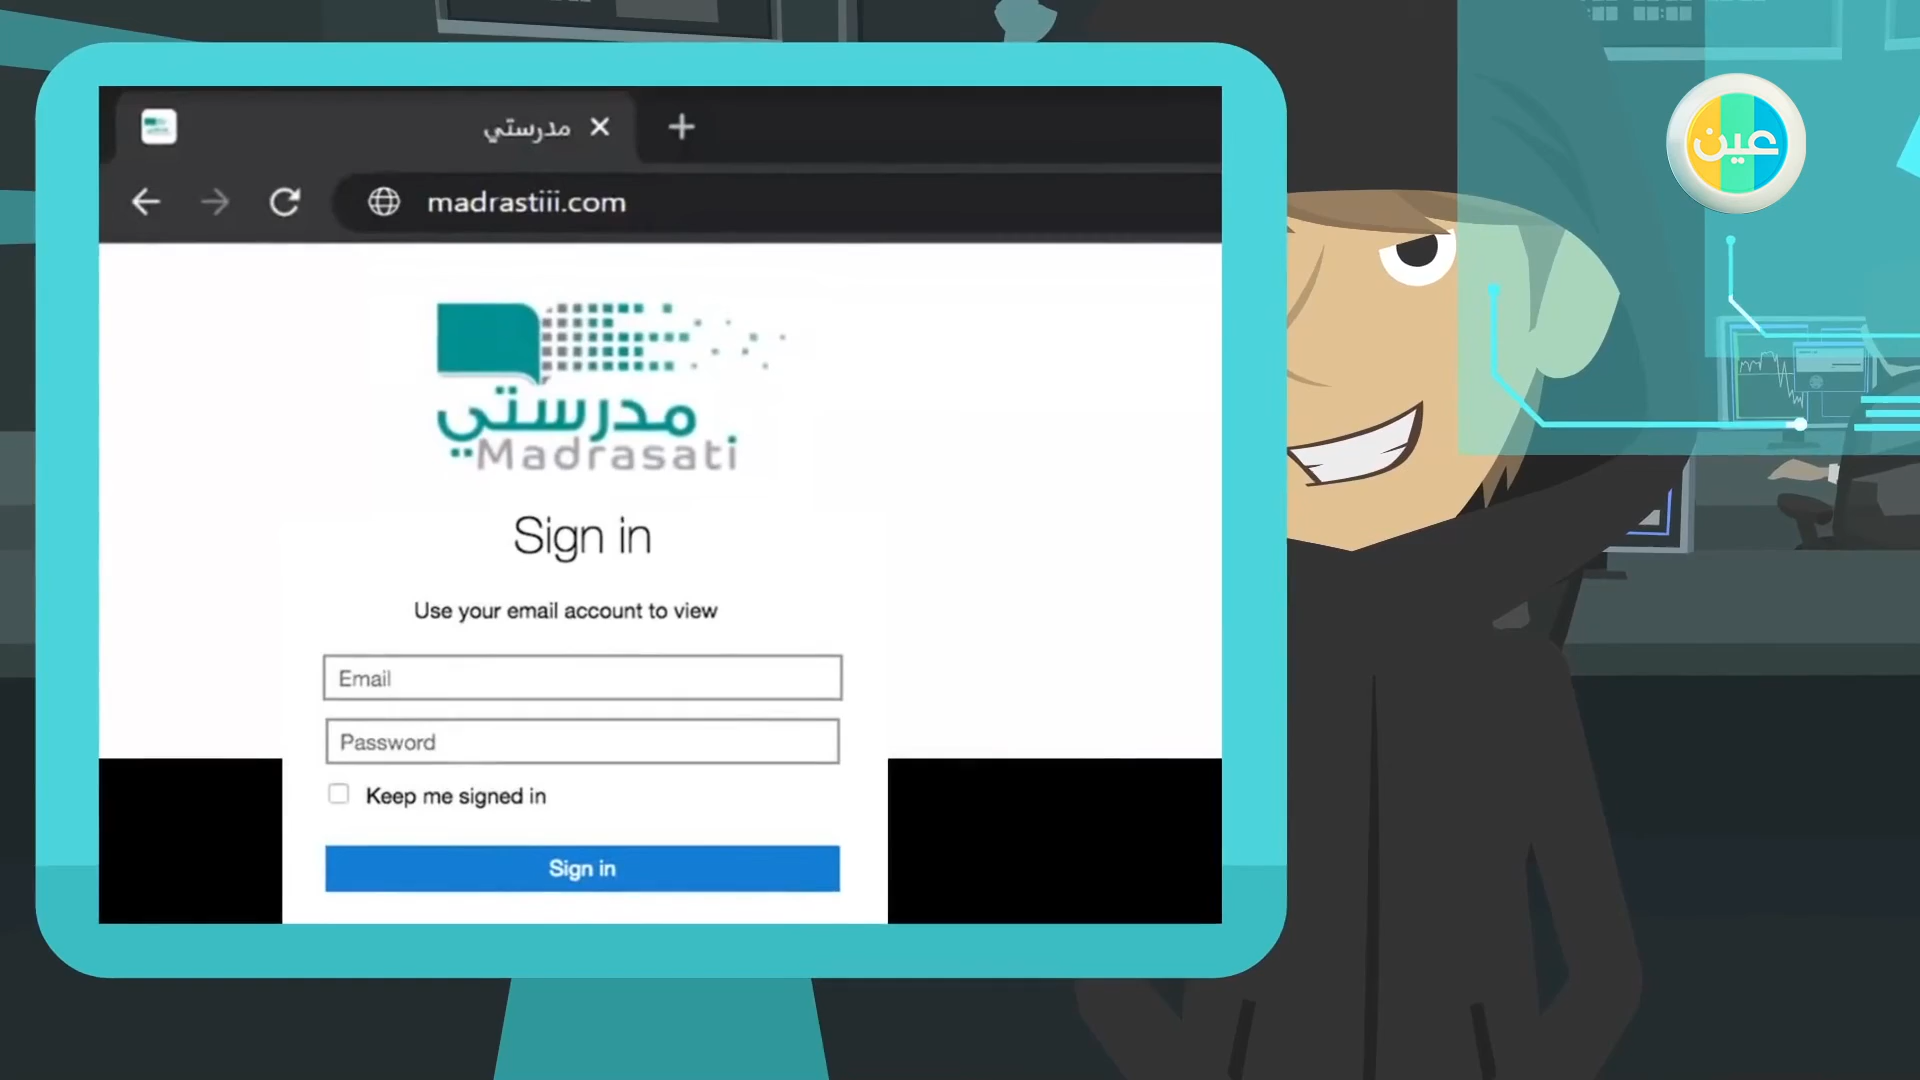 مدرستي
madrastiii.com
عين
مدرستي
Madrasati
Sign in
Use your email account to view
Email
Password
Keep me signed in
Sign in